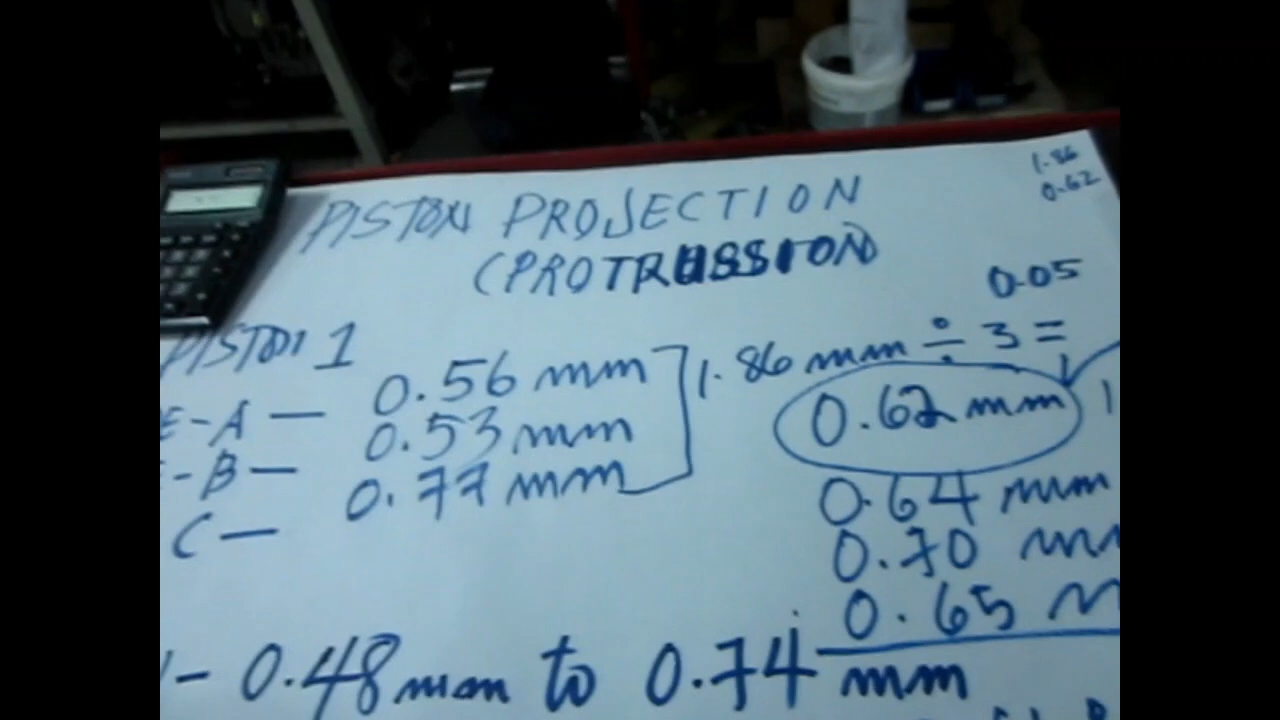 1.86
0.62
PISTON PROJECTION
(PROTRUSSION)
0.05
PISTON 1
1.86 mm ÷ 3 =
E-A — 0.56 mm
-B — 0.53 mm
C — 0.77 mm
0.62 mm
0.64 mm
0.70 mm
0.65 m
- 0.48 mm to 0.74 mm